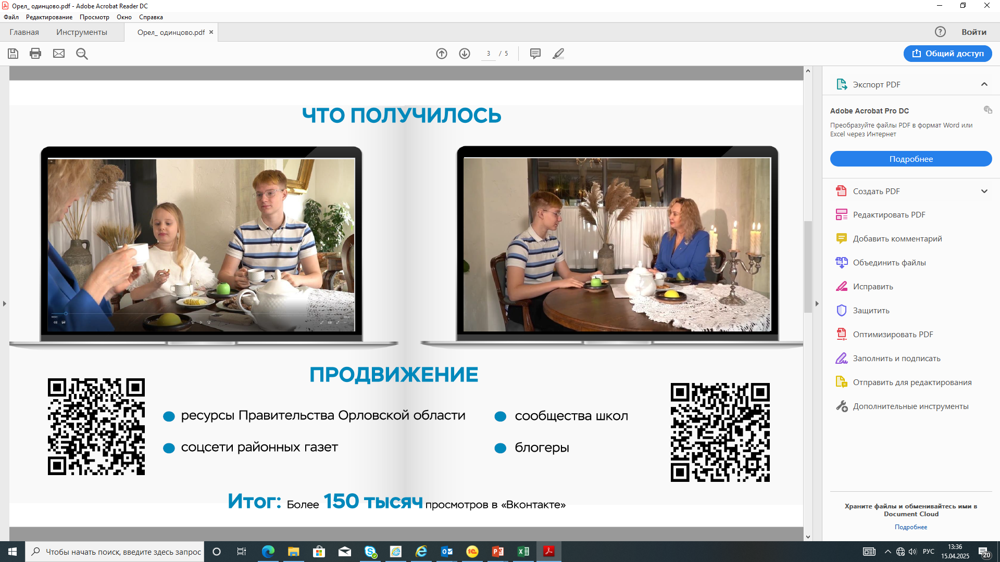 Орел_ одинцово.pdf - Adobe Acrobat Reader DC
Файл Редактирование Просмотр Окно Справка
Главная Инструменты Орел_ одинцово.pdf × Войти
3 / 5 Общий доступ
ЧТО ПОЛУЧИЛОСЬ
ПРОДВИЖЕНИЕ
ресурсы Правительства Орловской области
сообщества школ
соцсети районных газет
блогеры
Итог: Более 150 тысяч просмотров в «Вконтакте»
Экспорт PDF
Adobe Acrobat Pro DC
Преобразуйте файлы PDF в формат Word или
Excel через Интернет
Подробнее
Создать PDF
Редактировать PDF
Добавить комментарий
Объединить файлы
Исправить
Защитить
Оптимизировать PDF
Заполнить и подписать
Отправить для редактирования
Дополнительные инструменты
Храните файлы и обменивайтесь ими в
Document Cloud
Подробнее
Чтобы начать поиск, введите здесь запрос
РУС
13:36
15.04.2025
20